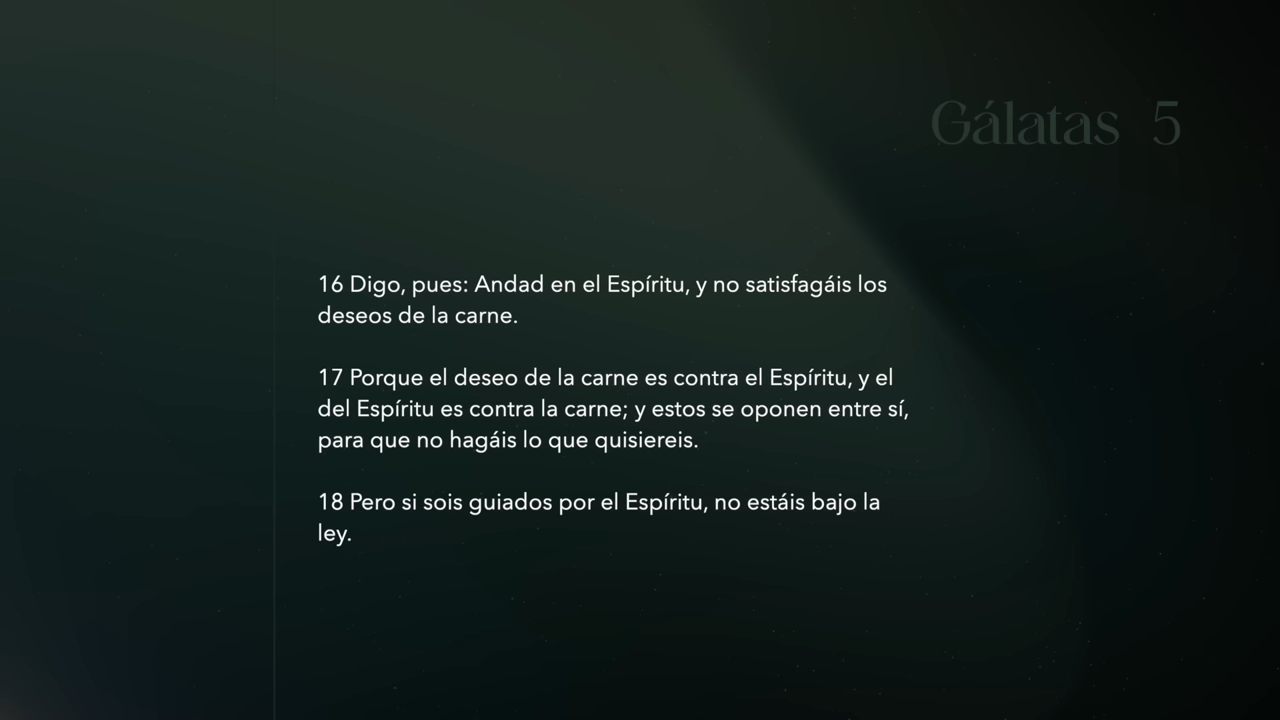 Gálatas 5
16 Digo, pues: Andad en el Espíritu, y no satisfagáis los
deseos de la carne.
17 Porque el deseo de la carne es contra el Espíritu, y el
del Espíritu es contra la carne; y estos se oponen entre sí,
para que no hagáis lo que quisiereis.
18 Pero si sois guiados por el Espíritu, no estáis bajo la
ley.